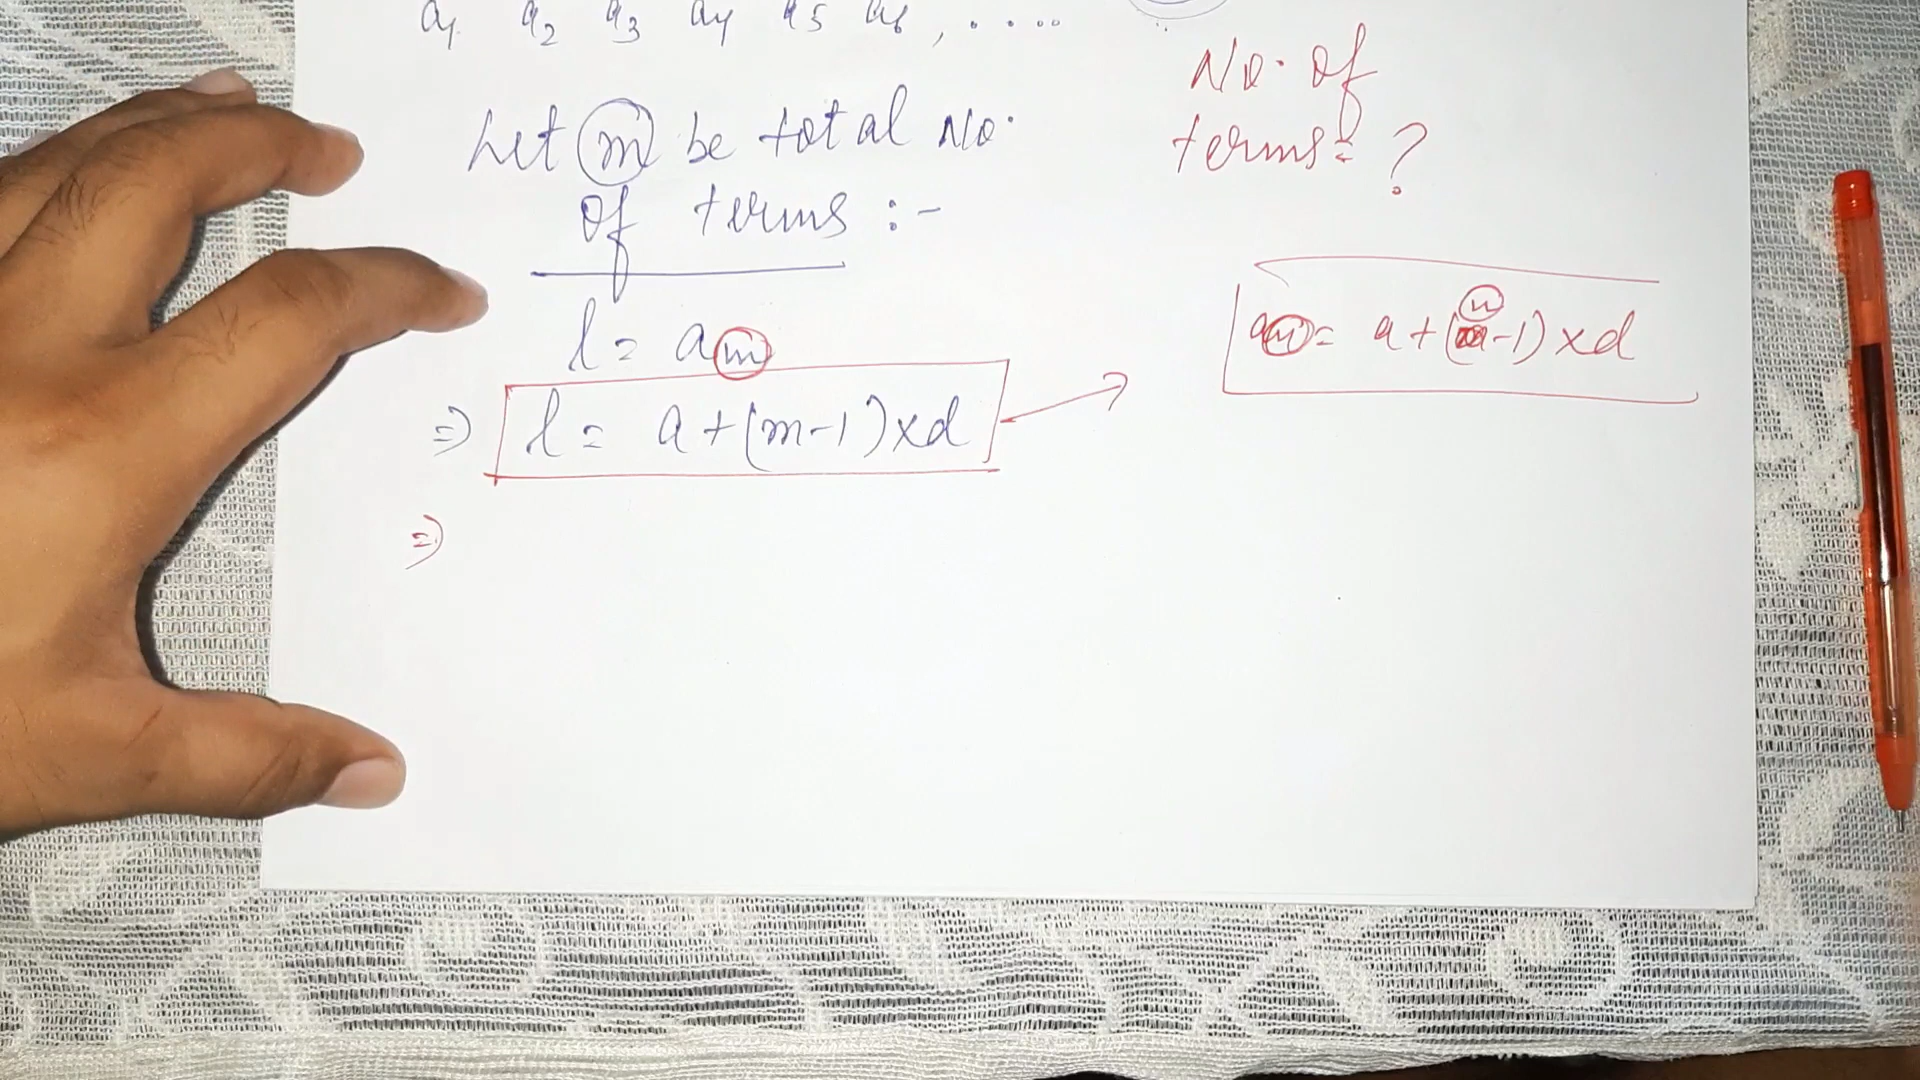 a1 a2 a3 a4 a5 a6, ....
Let m be total No.
of terms :-
l = am
=> l = a + (m-1) x d
=>
No. of
terms = ?
an = a + (n-1) x d